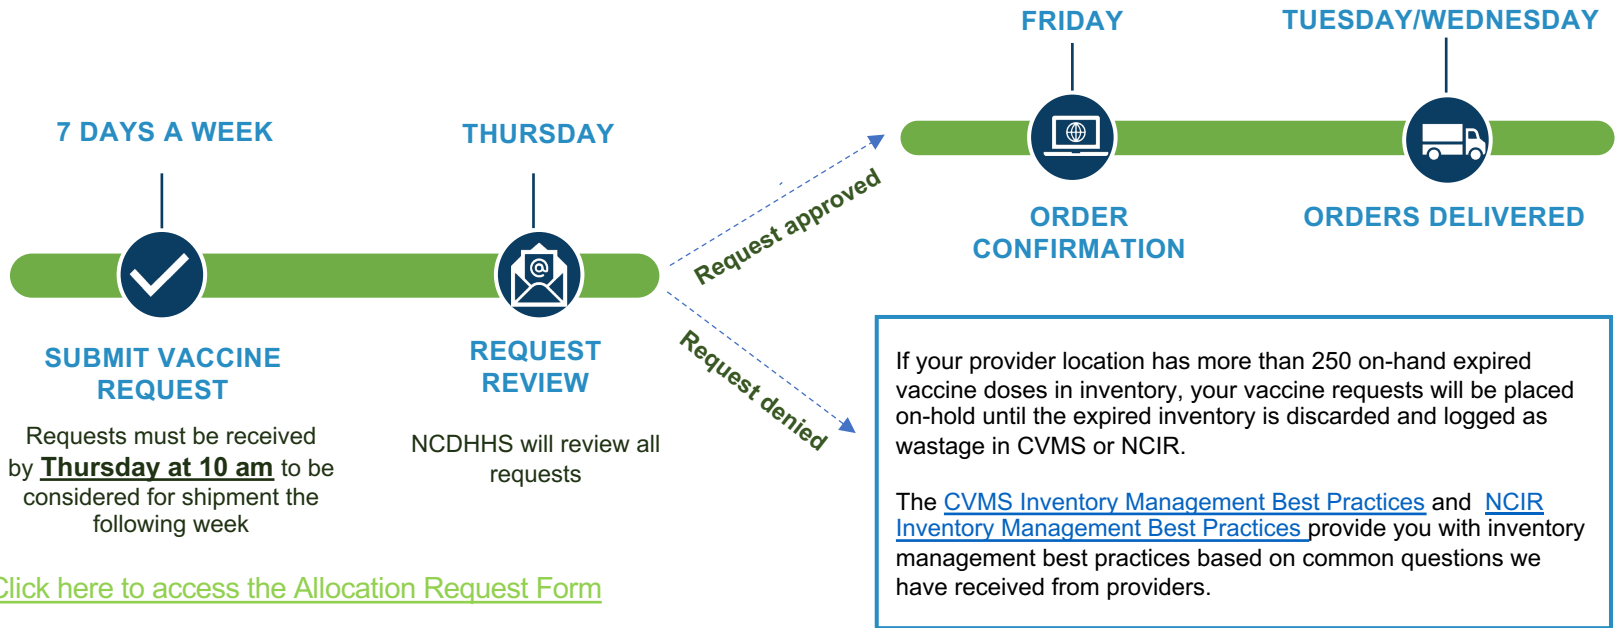 7 DAYS A WEEK
SUBMIT VACCINE
REQUEST
Requests must be received
by Thursday at 10 am to be
considered for shipment the
following week
Click here to access the Allocation Request Form
THURSDAY
@
REQUEST
REVIEW
NCDHHS will review all
requests
Request approved
FRIDAY
ORDER
CONFIRMATION
TUESDAY/WEDNESDAY
ORDERS DELIVERED
Request denied
If your provider location has more than 250 on-hand expired
vaccine doses in inventory, your vaccine requests will be placed
on-hold until the expired inventory is discarded and logged as
wastage in CVMS or NCIR.
The CVMS Inventory Management Best Practices and NCIR
Inventory Management Best Practices provide you with inventory
management best practices based on common questions we
have received from providers.